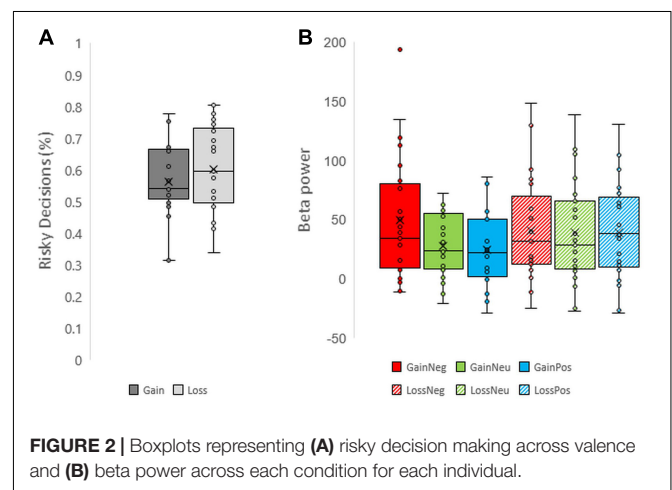 A
B
Risky Decisions (%)
1
0.9
0.8
0.7
0.6
0.5
0.4
0.3
0.2
0.1
0
Gain Loss
Beta power
200
150
100
50
0
-50
GainNeg GainNeu GainPos
LossNeg LossNeu LossPos
FIGURE 2 | Boxplots representing (A) risky decision making across valence
and (B) beta power across each condition for each individual.